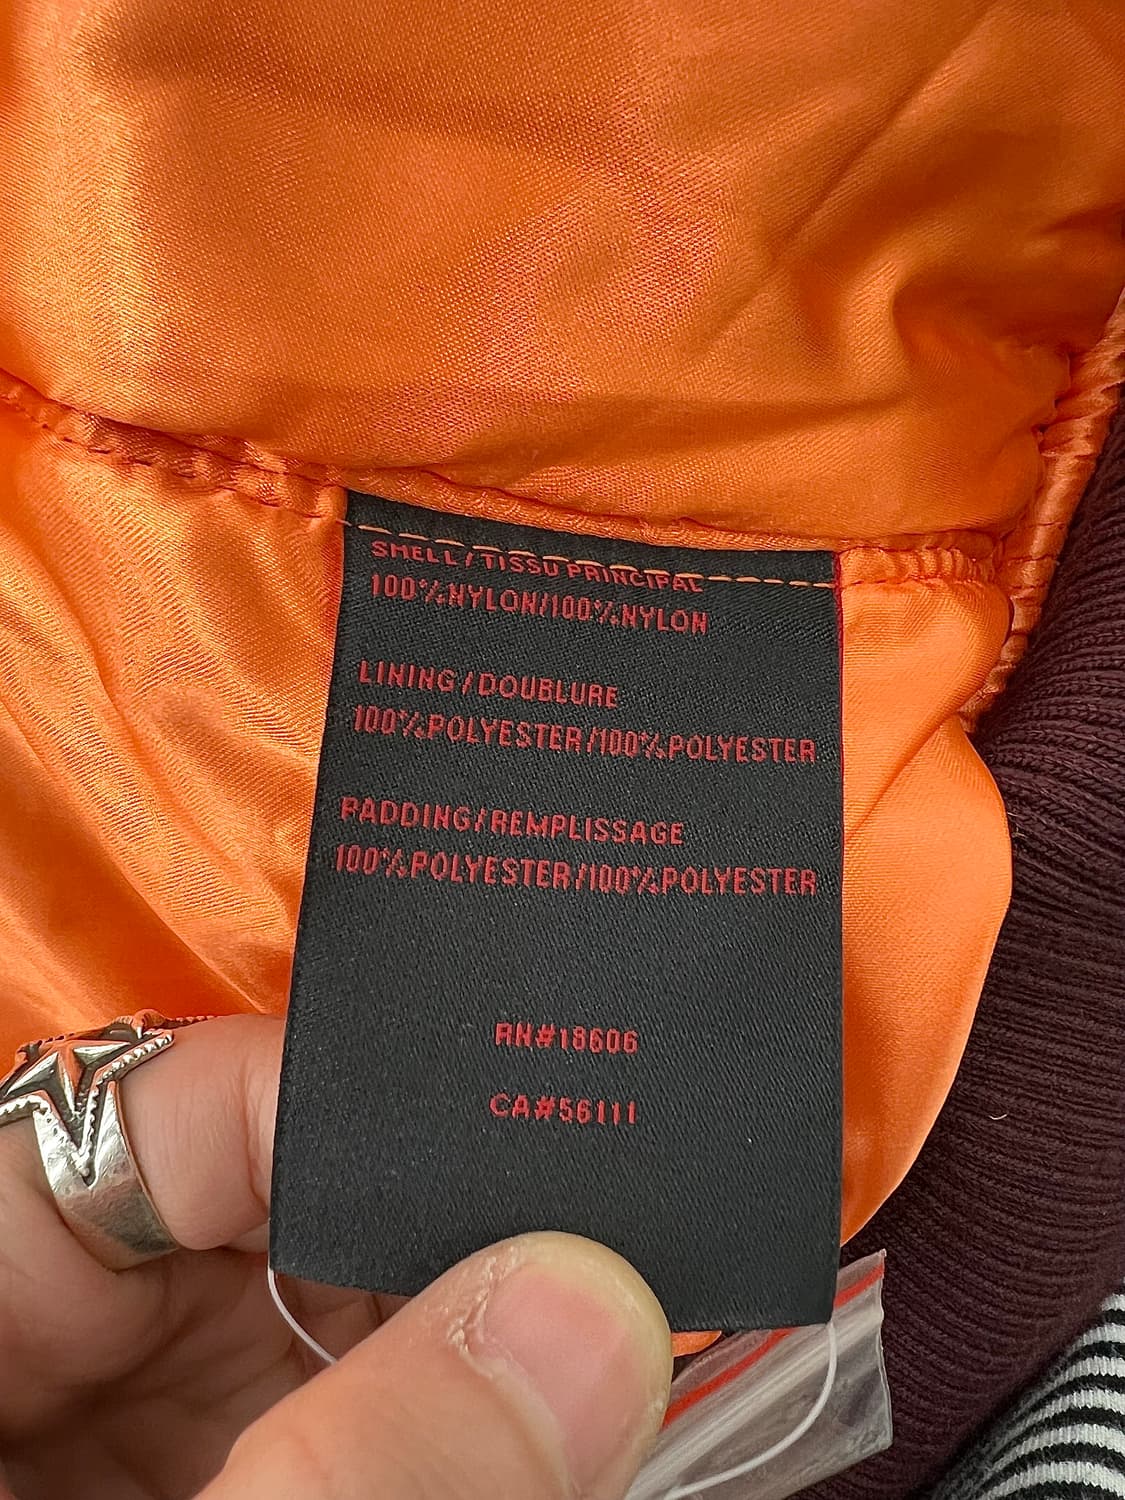 SHELL/TISSU PRINCIPAL
100%NYLON/100%NYLON
LINING/DOUBLURE
100%POLYESTER/100%POLYESTER
PADDING/REMPLISSAGE
100%POLYESTER/100%POLYESTER
RN#18606
CA#56111